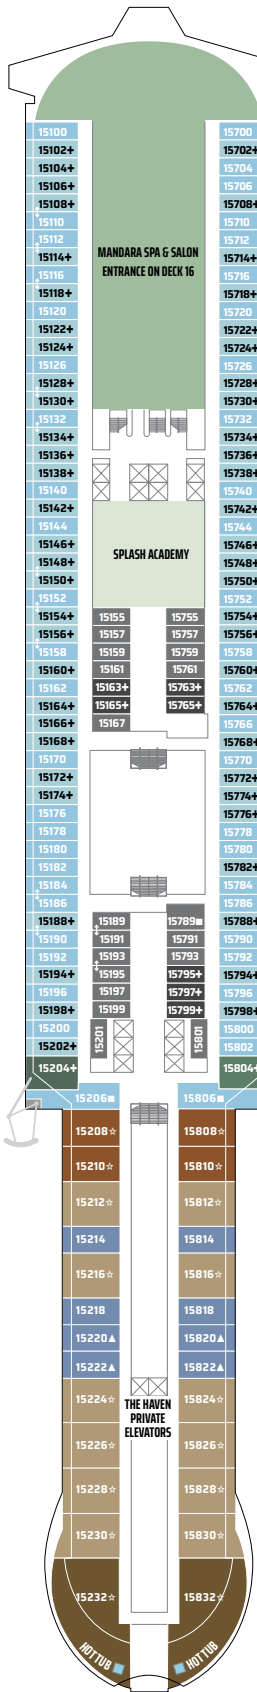 15100 15700
15102+ 15702+
15104+ 15704
15106+ 15706
15108+ 15708+
15110 15710
15112 15712
15114+ MANDARA SPA & SALON 15714+
15116 ENTRANCE ON DECK 16 15716
15118+ 15718+
15120 15720
15122+ 15722+
15124+ 15724+
15126 15726
15128+ 15728+
15130+ 15730+
15132 15732
15134+ 15734+
15136+ 15736+
15138+ 15738+
15140 15740
15142+ 15742+
15144 15744
15146+ SPLASH ACADEMY 15746+
15148+ 15748+
15150+ 15750+
15152 15752
15154+ 15155 15755 15754+
15156+ 15157 15757 15756+
15158 15159 15759 15758
15160+ 15161 15761 15760+
15162 15163+ 15763+ 15762
15164+ 15165+ 15765+ 15764+
15166+ 15167 15766
15168+ 15768+
15170 15770
15172+ 15772+
15174+ 15774+
15176 15776+
15178 15778
15180 15780
15182 15782+
15184 15784
15186 15786
15188+ 15189 15789■ 15788+
15190 15191 15791 15790
15192 15193 15793 15792
15194+ 15195 15795+ 15794+
15196 15197 15797+ 15796
15198+ 15199 15799+ 15798+
15200 15201 15801 15800
15202+ 15802
15204+ 15804+
15206■ 15806■
15208☆ 15808☆
15210☆ 15810☆
15212☆ 15812☆
15214 15814
15216☆ 15816☆
15218 15818
15220▲ 15820▲
15222▲ 15822▲
15224☆ 15824☆
THE HAVEN
PRIVATE
ELEVATORS
15226☆ 15826☆
15228☆ 15828☆
15230☆ 15830☆
15232☆ 15832☆
HOT TUB HOT TUB